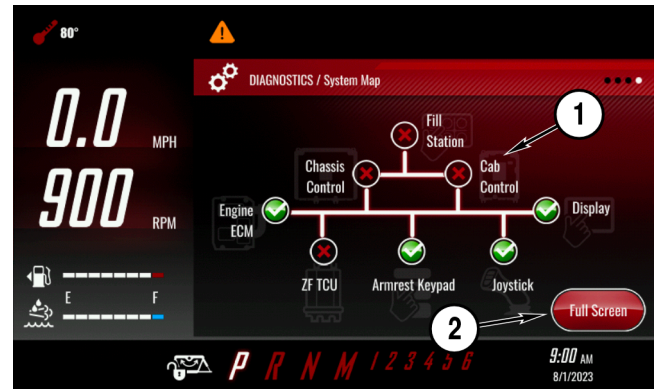 80°
DIAGNOSTICS / System Map
1
0.0 MPH
Fill
Station
Chassis
Control
Cab
Control
900 RPM
Engine
ECM
Display
ZF TCU
Armrest Keypad
Joystick
E F
2
Full Screen
P R N M 1 2 3 4 5 6
9:00 AM
8/1/2023